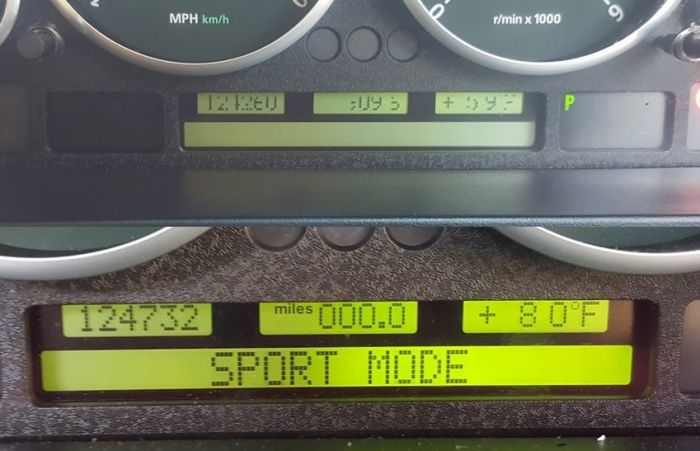 MPH km/h
r/min x 1000
P
124732
miles 000.0
+ 80°F
SPORT MODE